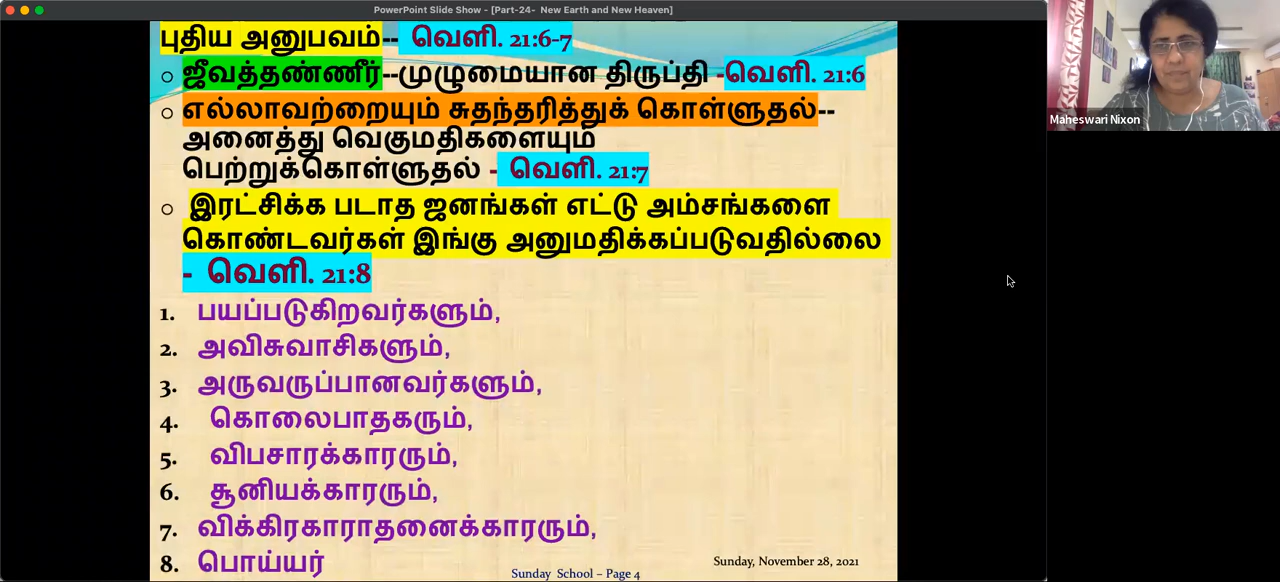 PowerPoint Slide Show - [Part-24- New Earth and New Heaven]
புதிய அனுபவம்-- வெளி. 21:6-7
o ஜீவத்தண்ணீர்--முழுமையான திருப்தி -வெளி. 21:6
o எல்லாவற்றையும் சுதந்தரித்துக் கொள்ளுதல்--
அனைத்து வெகுமதிகளையும்
பெற்றுக்கொள்ளுதல் - வெளி. 21:7
o இரட்சிக்க படாத ஜனங்கள் எட்டு அம்சங்களை
கொண்டவர்கள் இங்கு அனுமதிக்கப்படுவதில்லை
- வெளி. 21:8
1. பயப்படுகிறவர்களும்,
2. அவிசுவாசிகளும்,
3. அருவருப்பானவர்களும்,
4. கொலைபாதகரும்,
5. விபசாரக்காரரும்,
6. சூனியக்காரரும்,
7. விக்கிரகாராதனைக்காரரும்,
8. பொய்யர்
Sunday, November 28, 2021
Sunday School – Page 4
Maheswari Nixon